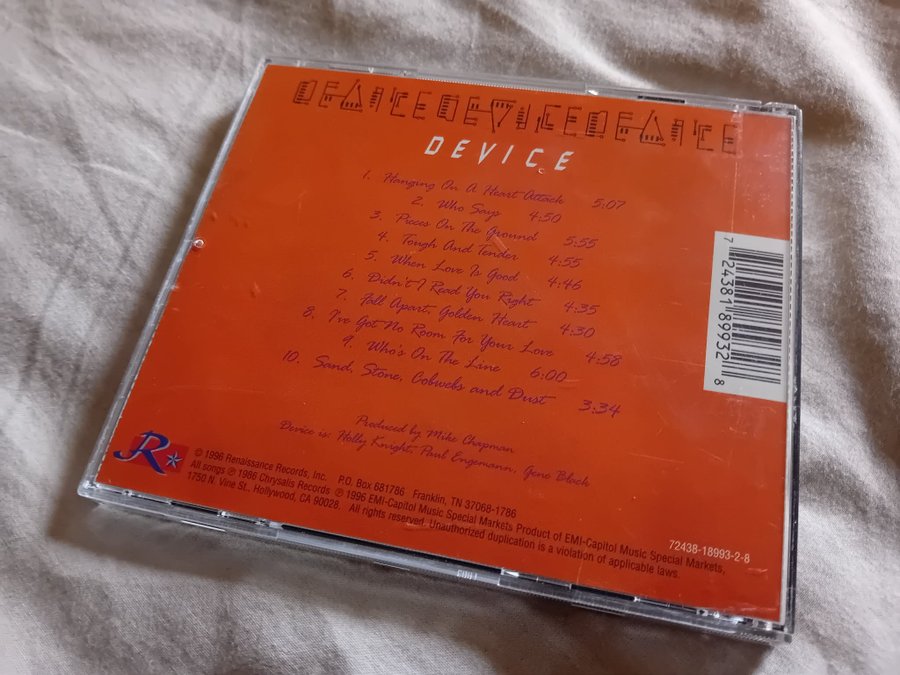 DEVICEDEVICEDEVICE
DEVICE
1. Hanging On A Heart Attack 5:07
2. Who Says 4:50
3. Pieces On The Ground 5:55
4. Tough And Tender 4:55
5. When Love Is Good 4:46
6. Didn't I Read You Right 4:35
7. Fall Apart, Golden Heart 4:30
8. I've Got No Room For Your Love 4:58
9. Who's On The Line 6:00
10. Sand, Stone, Cobwebs and Dust 3:34
Produced by Mike Chapman
Device is: Holly Knight, Paul Engemann, Gene Black
R
© 1996 Renaissance Records, Inc. P.O. Box 681786 Franklin, TN 37068-1786
All songs ℗ 1986 Chrysalis Records ℗ 1996 EMI-Capitol Music Special Markets Product of EMI-Capitol Music Special Markets,
1750 N. Vine St., Hollywood, CA 90028. All rights reserved. Unauthorized duplication is a violation of applicable laws.
72438-18993-2-8
7 24381 89932 8